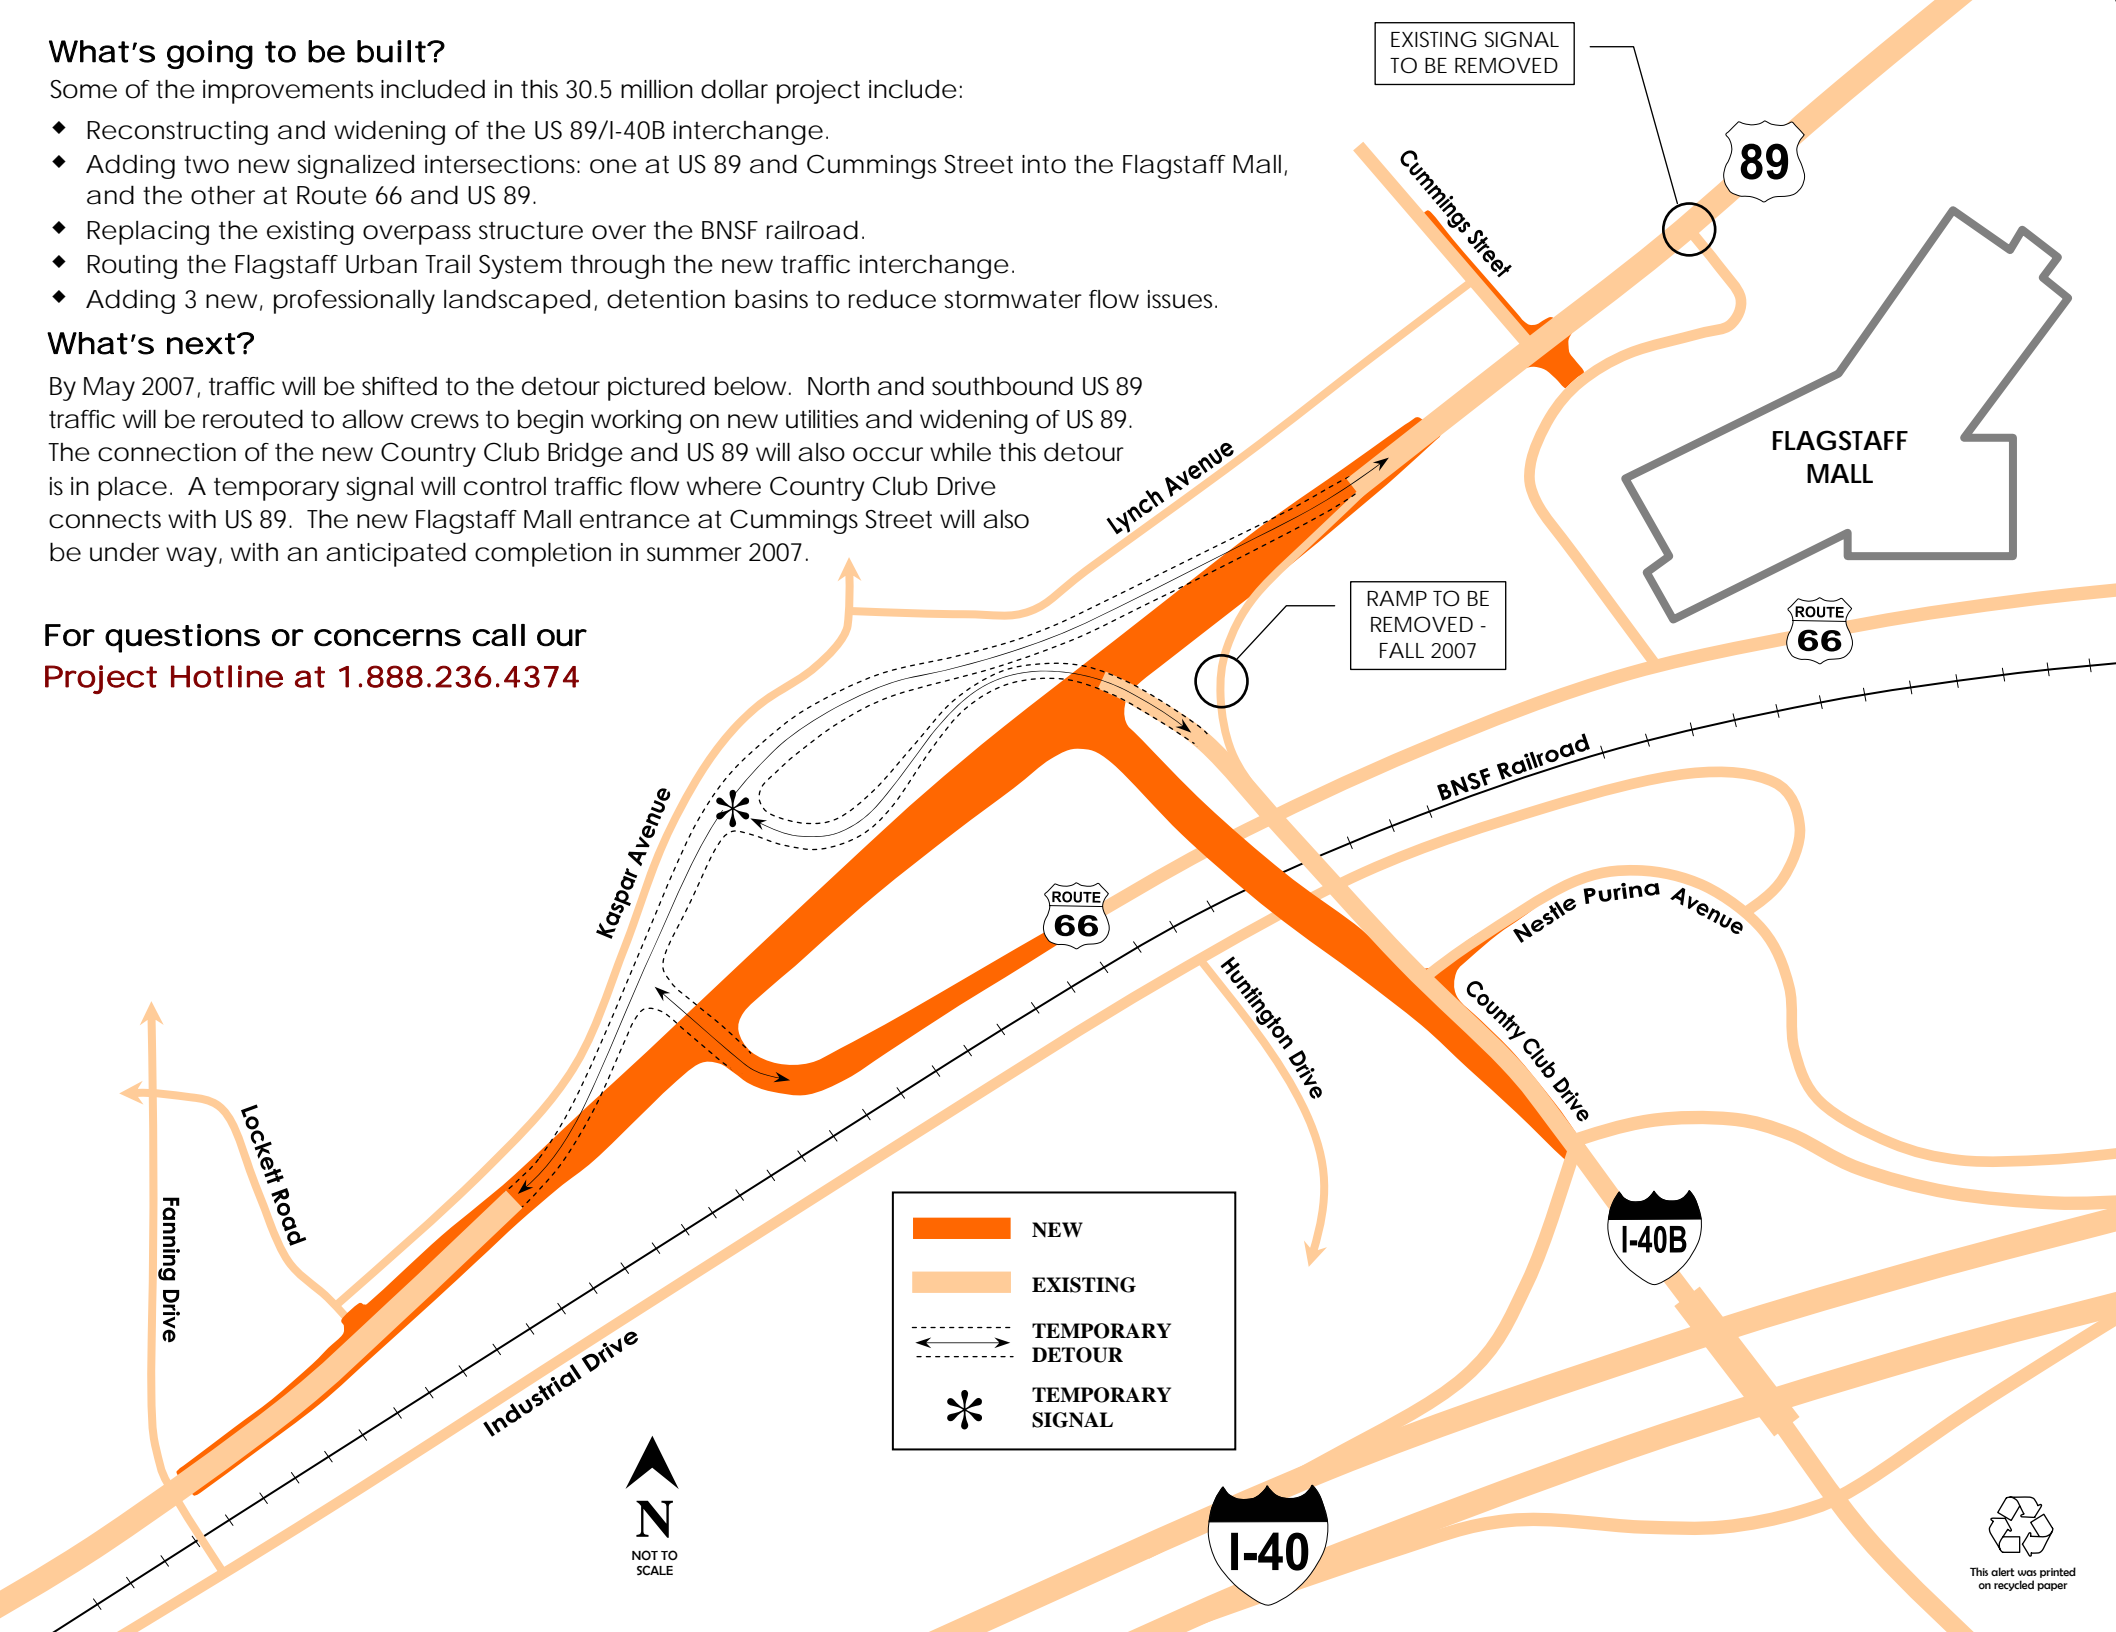 What's going to be built?
Some of the improvements included in this 30.5 million dollar project include:
◆ Reconstructing and widening of the US 89/I-40B interchange.
◆ Adding two new signalized intersections: one at US 89 and Cummings Street into the Flagstaff Mall,
and the other at Route 66 and US 89.
◆ Replacing the existing overpass structure over the BNSF railroad.
◆ Routing the Flagstaff Urban Trail System through the new traffic interchange.
◆ Adding 3 new, professionally landscaped, detention basins to reduce stormwater flow issues.
What's next?
By May 2007, traffic will be shifted to the detour pictured below. North and southbound US 89
traffic will be rerouted to allow crews to begin working on new utilities and widening of US 89.
The connection of the new Country Club Bridge and US 89 will also occur while this detour
is in place. A temporary signal will control traffic flow where Country Club Drive
connects with US 89. The new Flagstaff Mall entrance at Cummings Street will also
be under way, with an anticipated completion in summer 2007.
For questions or concerns call our
Project Hotline at 1.888.236.4374
EXISTING SIGNAL
TO BE REMOVED
89
Cummings Street
FLAGSTAFF
MALL
Lynch Avenue
RAMP TO BE
REMOVED -
FALL 2007
ROUTE
66
BNSF Railroad
Kaspar Avenue
ROUTE
66
Nestle Purina Avenue
Huntington Drive
Country Club Drive
Lockett Road
Fanning Drive
I-40B
Industrial Drive
NEW
EXISTING
TEMPORARY
DETOUR
TEMPORARY
SIGNAL
N
NOT TO
SCALE
I-40
This alert was printed
on recycled paper